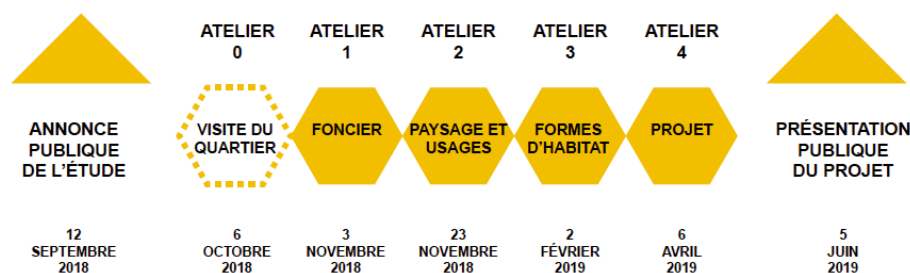 ANNONCE
PUBLIQUE
DE L'ÉTUDE
12
SEPTEMBRE
2018
ATELIER
0
VISITE DU
QUARTIER
6
OCTOBRE
2018
ATELIER
1
FONCIER
3
NOVEMBRE
2018
ATELIER
2
PAYSAGE ET
USAGES
23
NOVEMBRE
2018
ATELIER
3
FORMES
D'HABITAT
2
FÉVRIER
2019
ATELIER
4
PROJET
6
AVRIL
2019
PRÉSENTATION
PUBLIQUE
DU PROJET
5
JUIN
2019